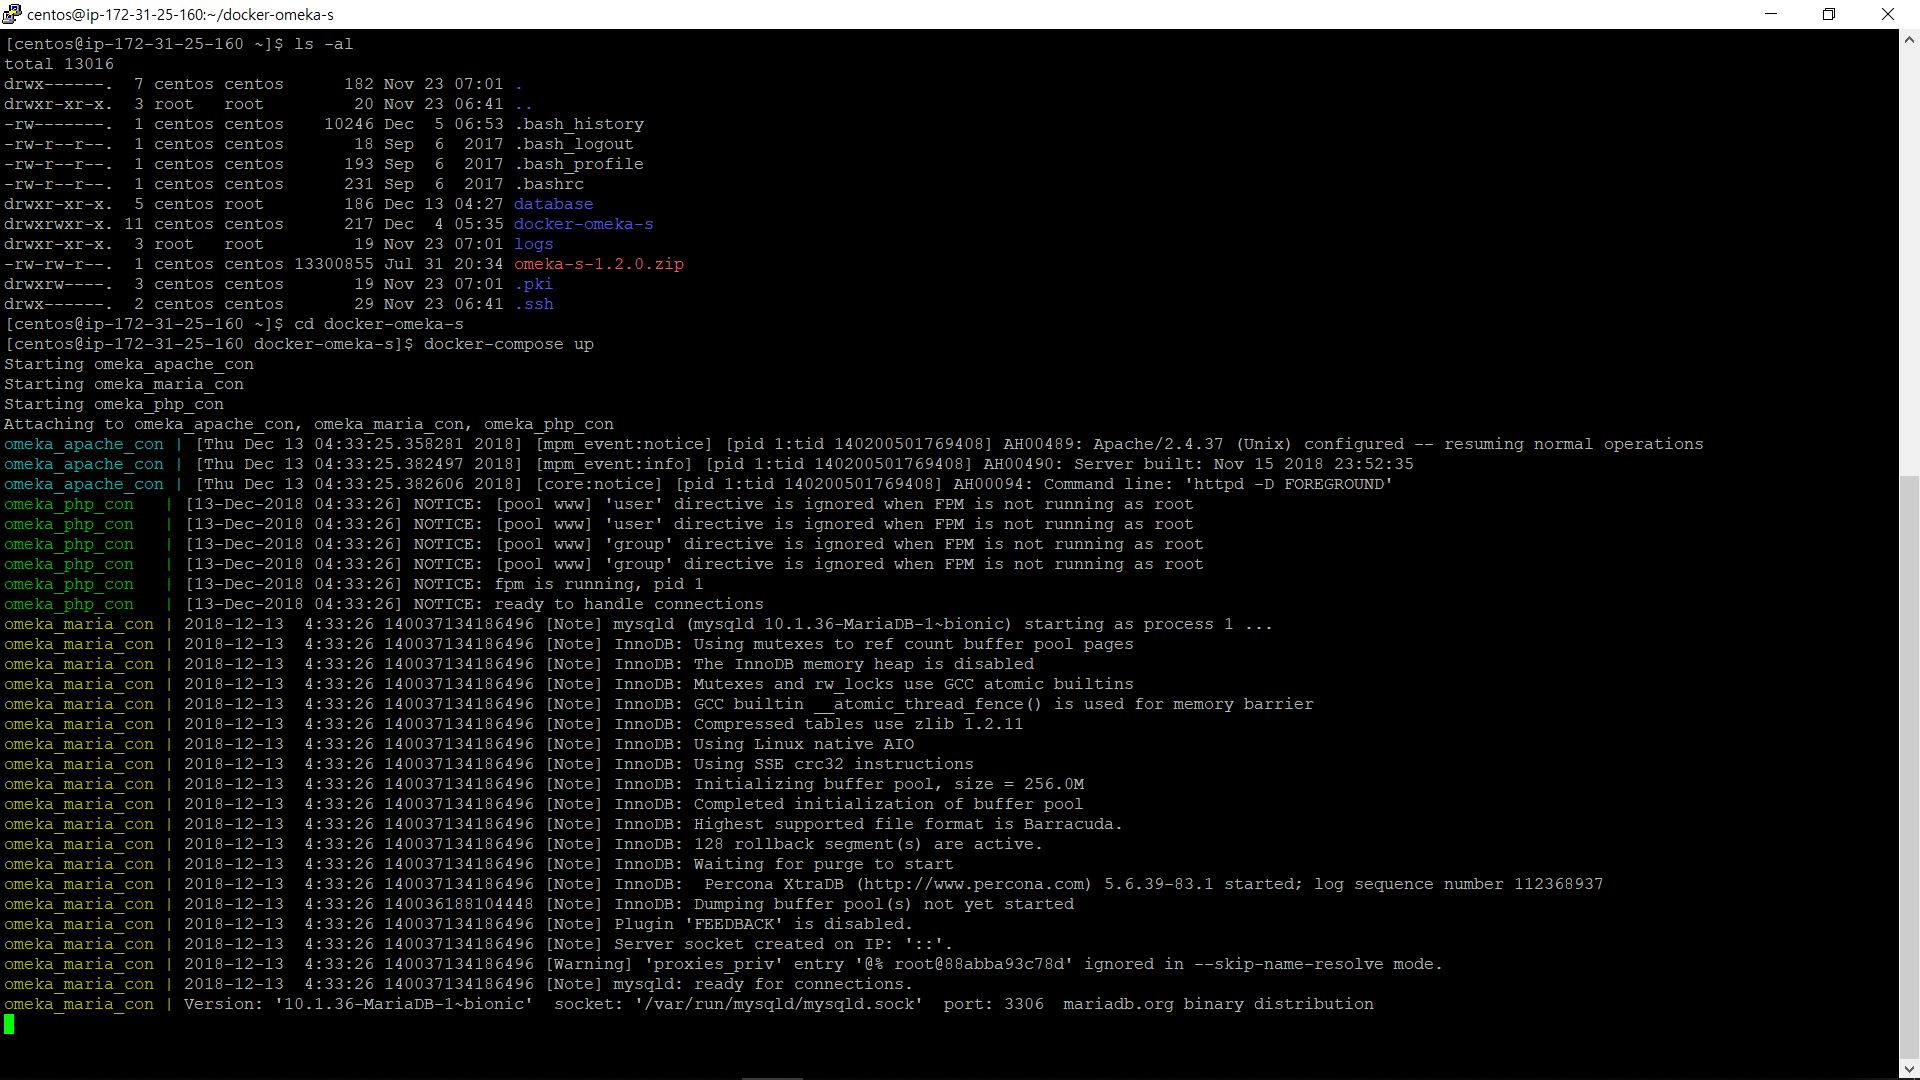 centos@ip-172-31-25-160:~/docker-omeka-s
[centos@ip-172-31-25-160 ~]$ ls -al
total 13016
drwx------.  7 centos centos      182 Nov 23 07:01 .
drwxr-xr-x.  3 root   root         20 Nov 23 06:41 ..
-rw-------.  1 centos centos    10246 Dec  5 06:53 .bash_history
-rw-r--r--.  1 centos centos       18 Sep  6  2017 .bash_logout
-rw-r--r--.  1 centos centos      193 Sep  6  2017 .bash_profile
-rw-r--r--.  1 centos centos      231 Sep  6  2017 .bashrc
drwxr-xr-x.  5 centos root        186 Dec 13 04:27 database
drwxrwxr-x. 11 centos centos      217 Dec  4 05:35 docker-omeka-s
drwxr-xr-x.  3 root   root         19 Nov 23 07:01 logs
-rw-rw-r--.  1 centos centos 13300855 Jul 31 20:34 omeka-s-1.2.0.zip
drwxrw----.  3 centos centos       19 Nov 23 07:01 .pki
drwx------.  2 centos centos       29 Nov 23 06:41 .ssh
[centos@ip-172-31-25-160 ~]$ cd docker-omeka-s
[centos@ip-172-31-25-160 docker-omeka-s]$ docker-compose up
Starting omeka_apache_con
Starting omeka_maria_con
Starting omeka_php_con
Attaching to omeka_apache_con, omeka_maria_con, omeka_php_con
omeka_apache_con | [Thu Dec 13 04:33:25.358281 2018] [mpm_event:notice] [pid 1:tid 140200501769408] AH00489: Apache/2.4.37 (Unix) configured -- resuming normal operations
omeka_apache_con | [Thu Dec 13 04:33:25.382497 2018] [mpm_event:info] [pid 1:tid 140200501769408] AH00490: Server built: Nov 15 2018 23:52:35
omeka_apache_con | [Thu Dec 13 04:33:25.382606 2018] [core:notice] [pid 1:tid 140200501769408] AH00094: Command line: 'httpd -D FOREGROUND'
omeka_php_con    | [13-Dec-2018 04:33:26] NOTICE: [pool www] 'user' directive is ignored when FPM is not running as root
omeka_php_con    | [13-Dec-2018 04:33:26] NOTICE: [pool www] 'user' directive is ignored when FPM is not running as root
omeka_php_con    | [13-Dec-2018 04:33:26] NOTICE: [pool www] 'group' directive is ignored when FPM is not running as root
omeka_php_con    | [13-Dec-2018 04:33:26] NOTICE: [pool www] 'group' directive is ignored when FPM is not running as root
omeka_php_con    | [13-Dec-2018 04:33:26] NOTICE: fpm is running, pid 1
omeka_php_con    | [13-Dec-2018 04:33:26] NOTICE: ready to handle connections
omeka_maria_con | 2018-12-13  4:33:26 140037134186496 [Note] mysqld (mysqld 10.1.36-MariaDB-1~bionic) starting as process 1 ...
omeka_maria_con | 2018-12-13  4:33:26 140037134186496 [Note] InnoDB: Using mutexes to ref count buffer pool pages
omeka_maria_con | 2018-12-13  4:33:26 140037134186496 [Note] InnoDB: The InnoDB memory heap is disabled
omeka_maria_con | 2018-12-13  4:33:26 140037134186496 [Note] InnoDB: Mutexes and rw_locks use GCC atomic builtins
omeka_maria_con | 2018-12-13  4:33:26 140037134186496 [Note] InnoDB: GCC builtin __atomic_thread_fence() is used for memory barrier
omeka_maria_con | 2018-12-13  4:33:26 140037134186496 [Note] InnoDB: Compressed tables use zlib 1.2.11
omeka_maria_con | 2018-12-13  4:33:26 140037134186496 [Note] InnoDB: Using Linux native AIO
omeka_maria_con | 2018-12-13  4:33:26 140037134186496 [Note] InnoDB: Using SSE crc32 instructions
omeka_maria_con | 2018-12-13  4:33:26 140037134186496 [Note] InnoDB: Initializing buffer pool, size = 256.0M
omeka_maria_con | 2018-12-13  4:33:26 140037134186496 [Note] InnoDB: Completed initialization of buffer pool
omeka_maria_con | 2018-12-13  4:33:26 140037134186496 [Note] InnoDB: Highest supported file format is Barracuda.
omeka_maria_con | 2018-12-13  4:33:26 140037134186496 [Note] InnoDB: 128 rollback segment(s) are active.
omeka_maria_con | 2018-12-13  4:33:26 140037134186496 [Note] InnoDB: Waiting for purge to start
omeka_maria_con | 2018-12-13  4:33:26 140037134186496 [Note] InnoDB:  Percona XtraDB (http://www.percona.com) 5.6.39-83.1 started; log sequence number 112368937
omeka_maria_con | 2018-12-13  4:33:26 140036188104448 [Note] InnoDB: Dumping buffer pool(s) not yet started
omeka_maria_con | 2018-12-13  4:33:26 140037134186496 [Note] Plugin 'FEEDBACK' is disabled.
omeka_maria_con | 2018-12-13  4:33:26 140037134186496 [Note] Server socket created on IP: '::'.
omeka_maria_con | 2018-12-13  4:33:26 140037134186496 [Warning] 'proxies_priv' entry '@% root@88abba93c78d' ignored in --skip-name-resolve mode.
omeka_maria_con | 2018-12-13  4:33:26 140037134186496 [Note] mysqld: ready for connections.
omeka_maria_con | Version: '10.1.36-MariaDB-1~bionic'  socket: '/var/run/mysqld/mysqld.sock'  port: 3306  mariadb.org binary distribution